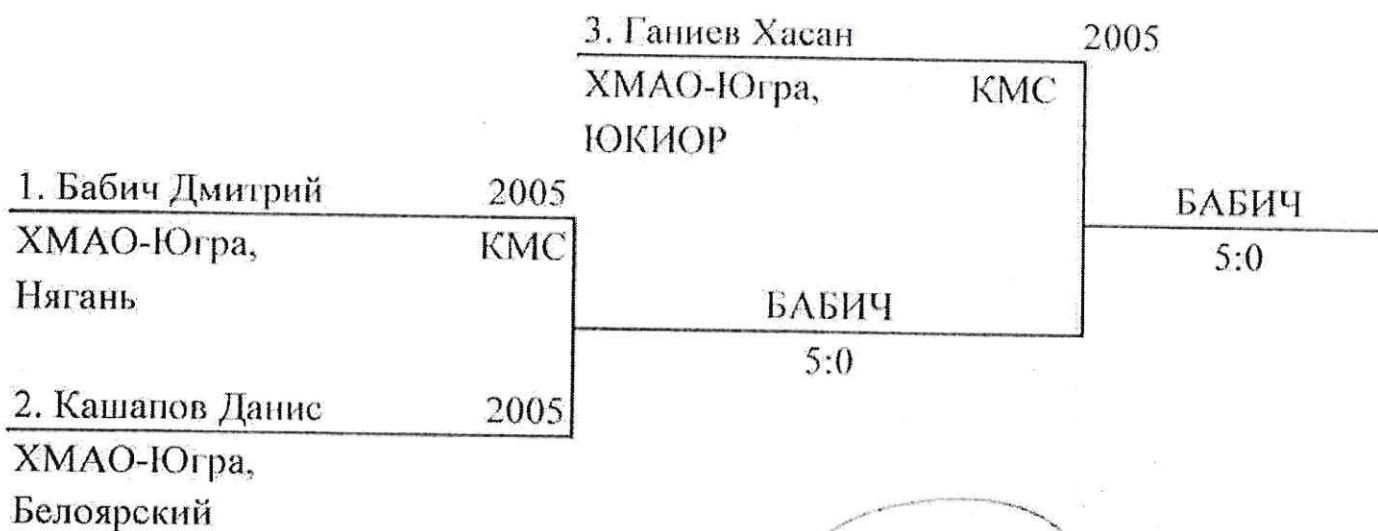 3. Ганиев Хасан 2005
ХМАО-Югра, КМС
ЮКИОР
1. Бабич Дмитрий 2005
ХМАО-Югра, КМС
Нягань
БАБИЧ
5:0
БАБИЧ
5:0
2. Кашапов Данис 2005
ХМАО-Югра,
Белоярский